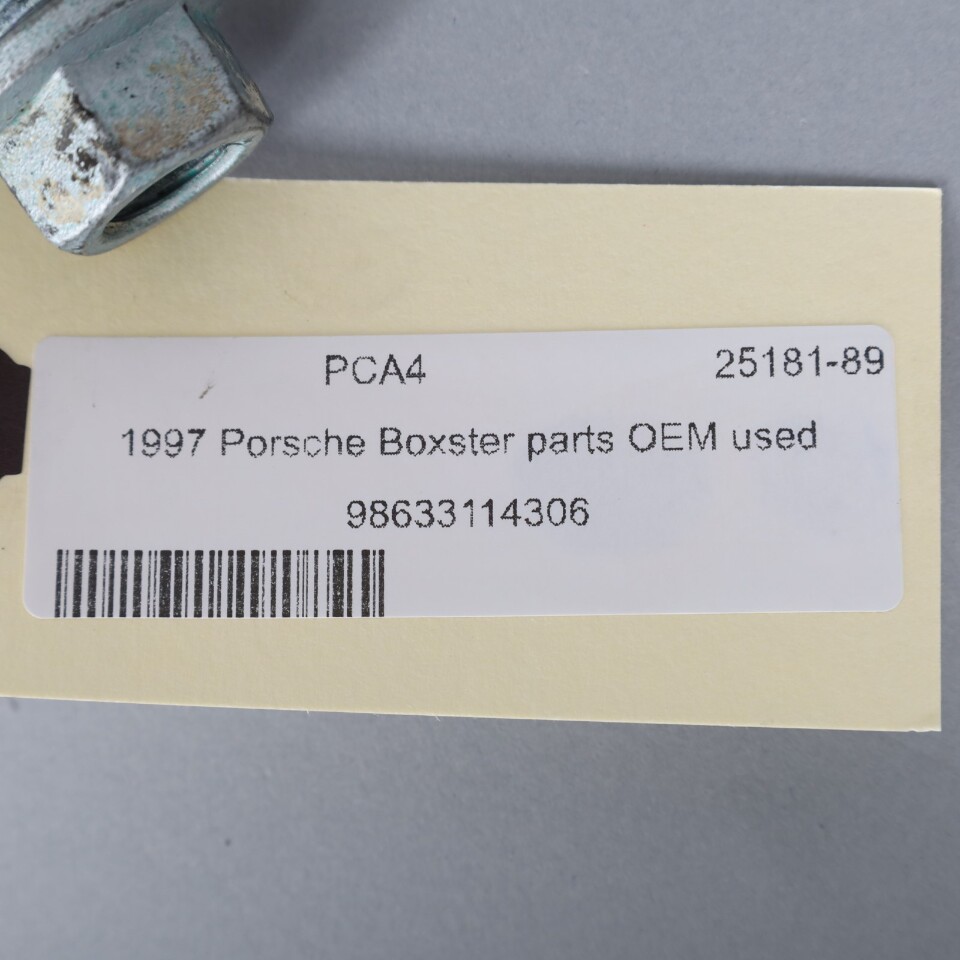 PCA4 25181-89
1997 Porsche Boxster parts OEM used
98633114306